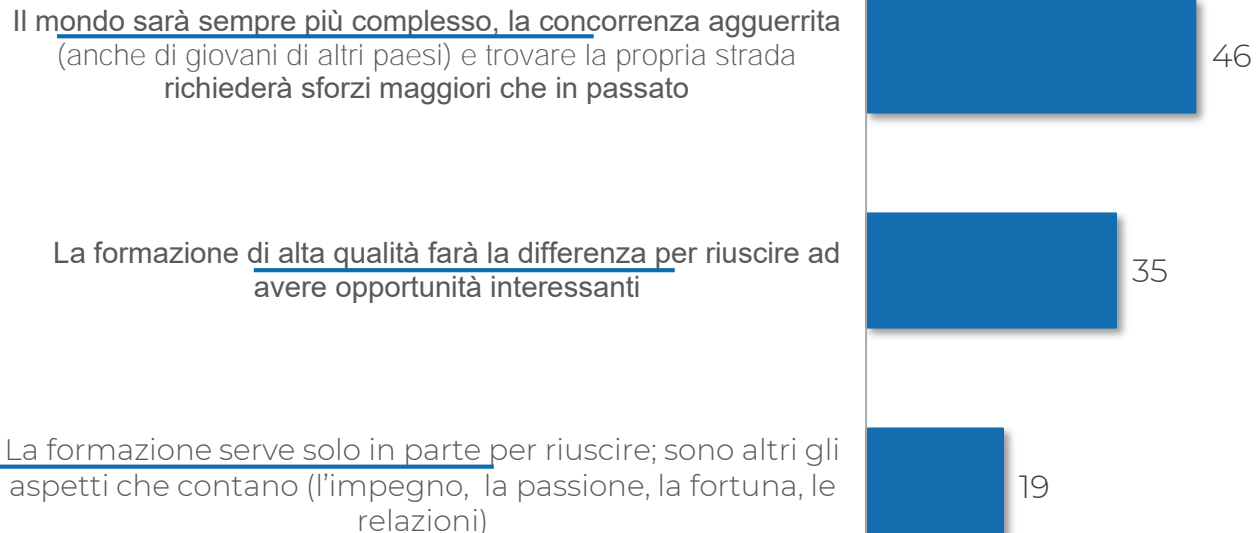 Il mondo sarà sempre più complesso, la concorrenza agguerrita
(anche di giovani di altri paesi) e trovare la propria strada
richiederà sforzi maggiori che in passato
46
La formazione di alta qualità farà la differenza per riuscire ad
avere opportunità interessanti
35
La formazione serve solo in parte per riuscire; sono altri gli
aspetti che contano (l'impegno, la passione, la fortuna, le
relazioni)
19